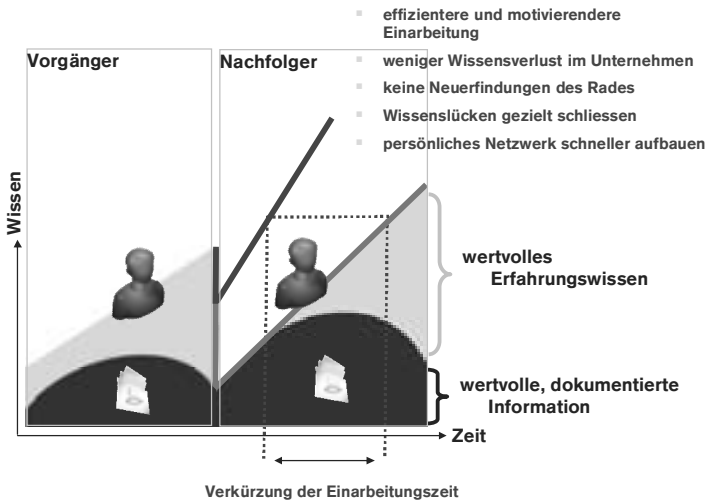 effizientere und motivierende
Einarbeitung
weniger Wissensverlust im Unternehmen
keine Neuerfindungen des Rades
Wissenslücken gezielt schliessen
persönliches Netzwerk schneller aufbauen
Vorgänger
Nachfolger
Wissen
wertvolles
Erfahrungswissen
wertvolle, dokumentierte
Information
Zeit
Verkürzung der Einarbeitungszeit